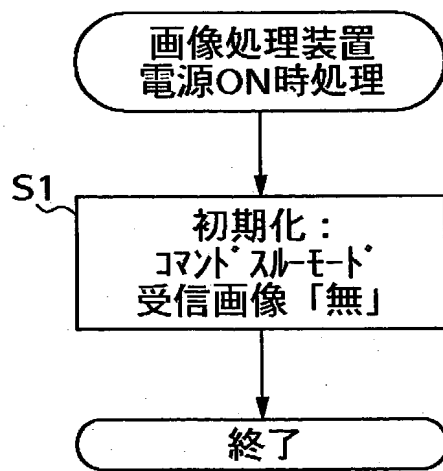 画像処理装置
電源ON時処理
S1
初期化：
ｺﾏﾝﾄﾞｽﾙｰﾓｰﾄﾞ
受信画像「無」
終了